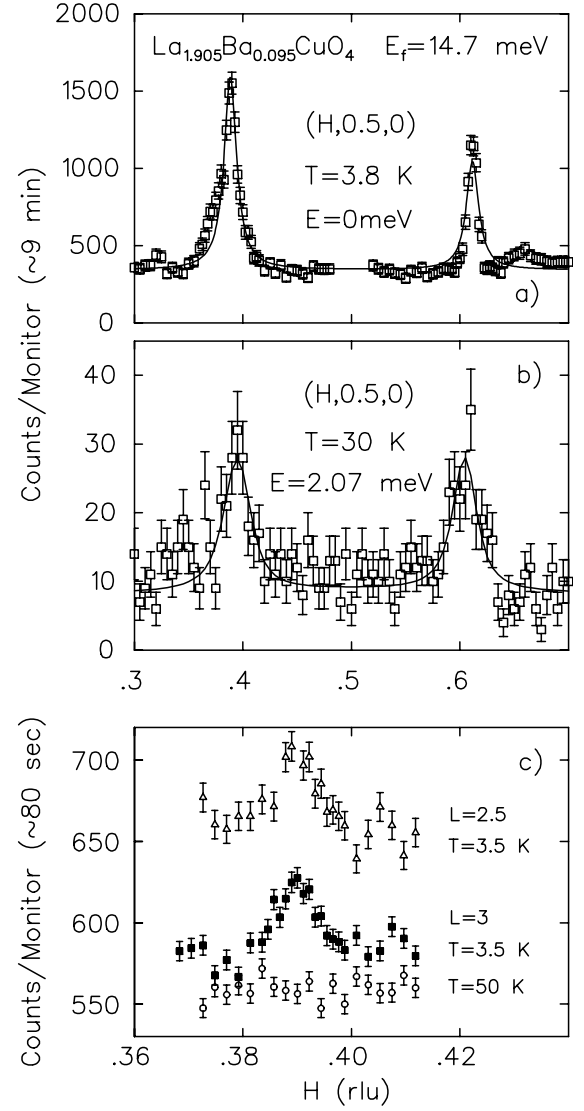 2000
1500
1000
500
0
La1.905Ba0.095CuO4 Ef=14.7 meV
(H,0.5,0)
T=3.8 K
E=0meV
a)
Counts/Monitor (~9 min)
40
30
20
10
0
b)
(H,0.5,0)
T=30 K
E=2.07 meV
.3 .4 .5 .6
Counts/Monitor (~80 sec)
700
650
600
550
c)
L=2.5
T=3.5 K
L=3
T=3.5 K
T=50 K
.36 .38 .40 .42
H (rlu)